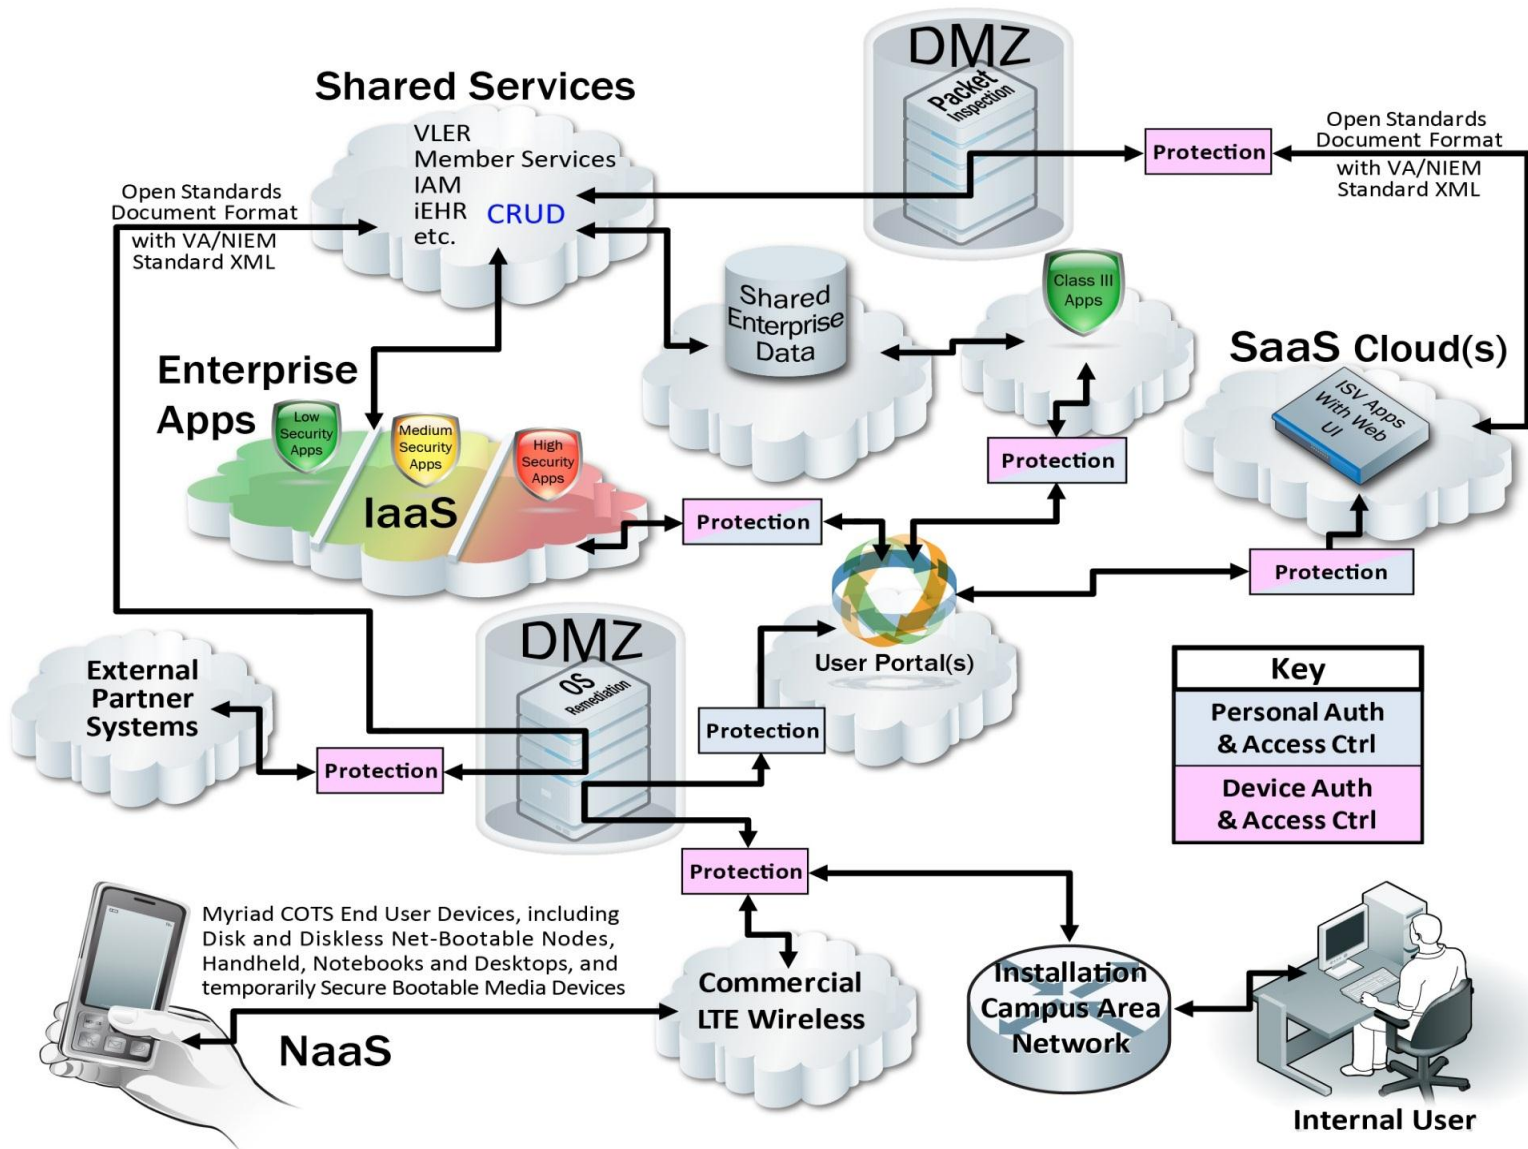 DMZ
Packet
Inspection
Shared Services
VLER
Member Services
IAM
iEHR
CRUD
etc.
Protection
Open Standards
Document Format
with VA/NIEM
Standard XML
Open Standards
Document Format
with VA/NIEM
Standard XML
Shared
Enterprise
Data
Class III
Apps
SaaS Cloud(s)
ISV Apps
With Web
UI
Enterprise
Apps
Low
Security
Apps
Medium
Security
Apps
High
Security
Apps
IaaS
Protection
Protection
Protection
DMZ
OS
Remediation
User Portal(s)
External
Partner
Systems
Protection
Protection
Key
Personal Auth
& Access Ctrl
Device Auth
& Access Ctrl
Protection
Myriad COTS End User Devices, including
Disk and Diskless Net-Bootable Nodes,
Handheld, Notebooks and Desktops, and
temporarily Secure Bootable Media Devices
NaaS
Commercial
LTE Wireless
Installation
Campus Area
Network
Internal User